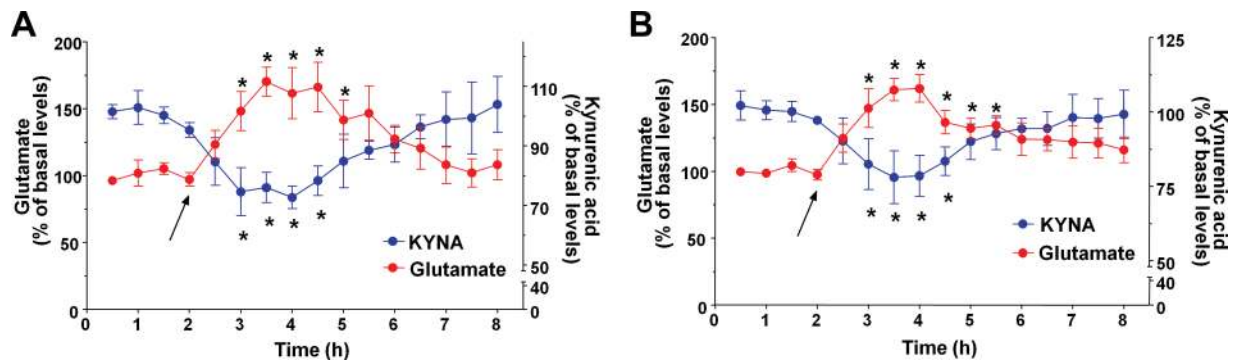 A
Glutamate
(% of basal levels)
200
150
100
50
0
* * * * *
* * * *
KYNA
Glutamate
110
90
70
50
40
0
Kynurenic acid
(% of basal levels)
0 1 2 3 4 5 6 7 8
Time (h)
B
Glutamate
(% of basal levels)
200
150
100
50
0
* * * * * *
* * * *
KYNA
Glutamate
125
100
75
50
40
0
Kynurenic acid
(% of basal levels)
0 1 2 3 4 5 6 7 8
Time (h)